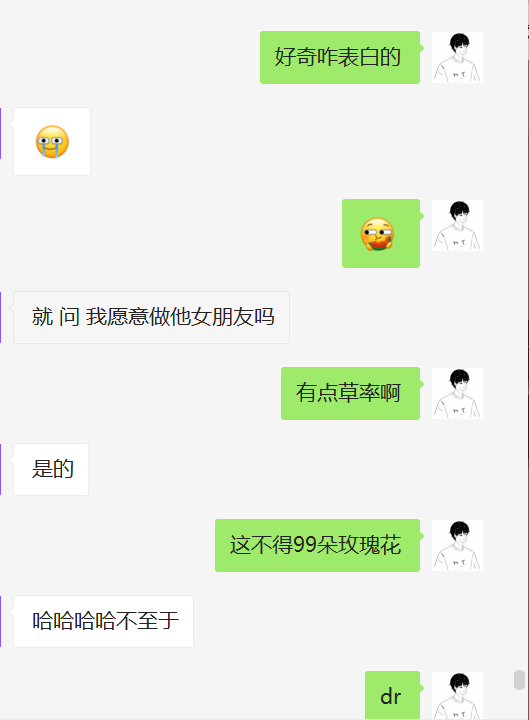 好奇咋表白的
就 问 我愿意做他女朋友吗
有点草率啊
是的
这不得99朵玫瑰花
哈哈哈哈不至于
dr